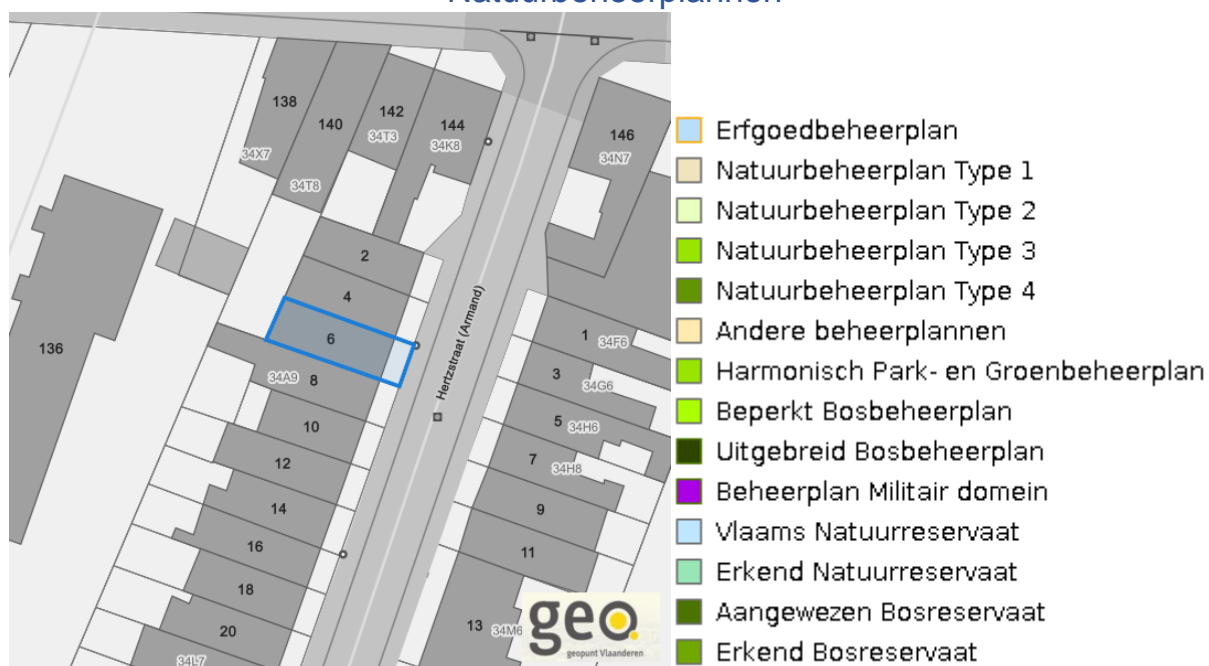 Natuurbeheerplannen
138
140
142
144
146
34X7
34T8
34T3
34K8
34N7
2
4
6
8
34A9
10
12
14
16
18
20
34L7
136
Hertzstraat (Armand)
1
34F6
3
34G6
5
34H6
7
34H8
9
11
13
34M6
geo
geopunt Vlaanderen
Erfgoedbeheerplan
Natuurbeheerplan Type 1
Natuurbeheerplan Type 2
Natuurbeheerplan Type 3
Natuurbeheerplan Type 4
Andere beheerplannen
Harmonisch Park- en Groenbeheerplan
Beperkt Bosbeheerplan
Uitgebreid Bosbeheerplan
Beheerplan Militair domein
Vlaams Natuurreservaat
Erkend Natuurreservaat
Aangewezen Bosreservaat
Erkend Bosreservaat